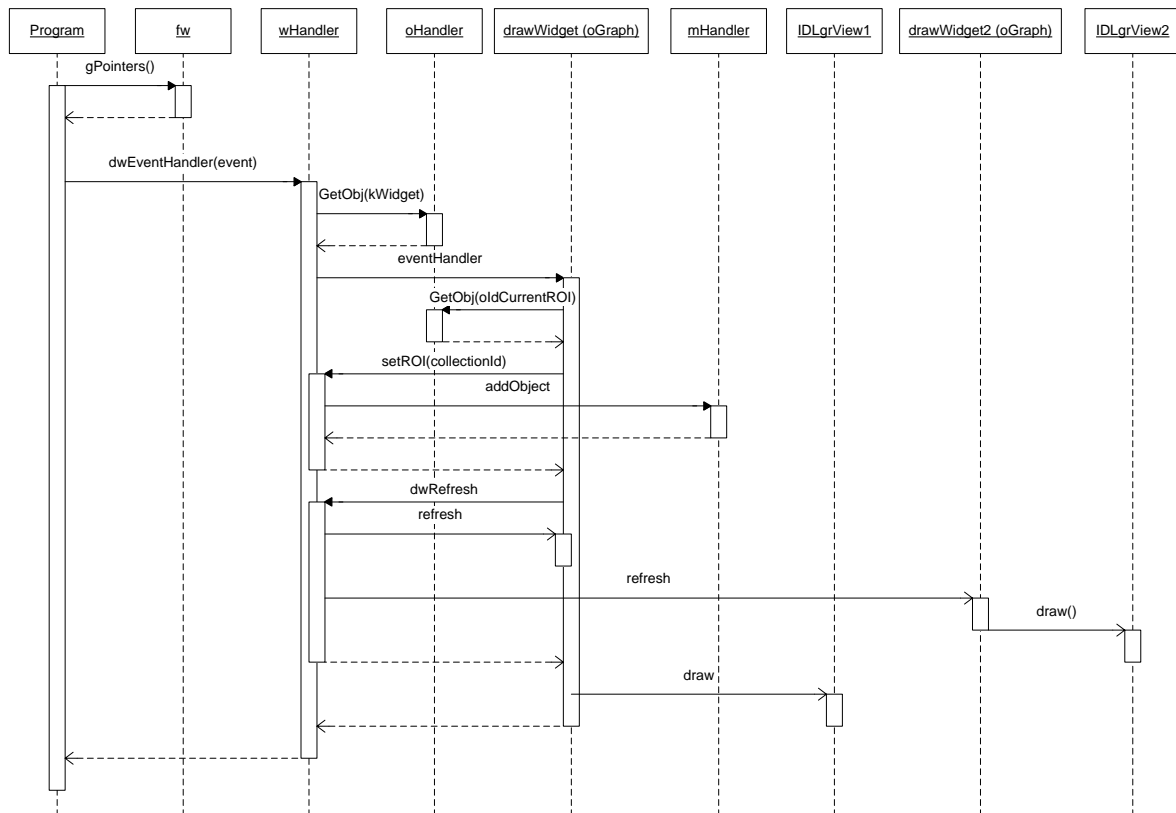 Program
fw
wHandler
oHandler
drawWidget (oGraph)
mHandler
IDLgrView1
drawWidget2 (oGraph)
IDLgrView2
gPointers()
dwEventHandler(event)
GetObj(kWidget)
eventHandler
GetObj(oIdCurrentROI)
setROI(collectionId)
addObject
dwRefresh
refresh
refresh
draw()
draw